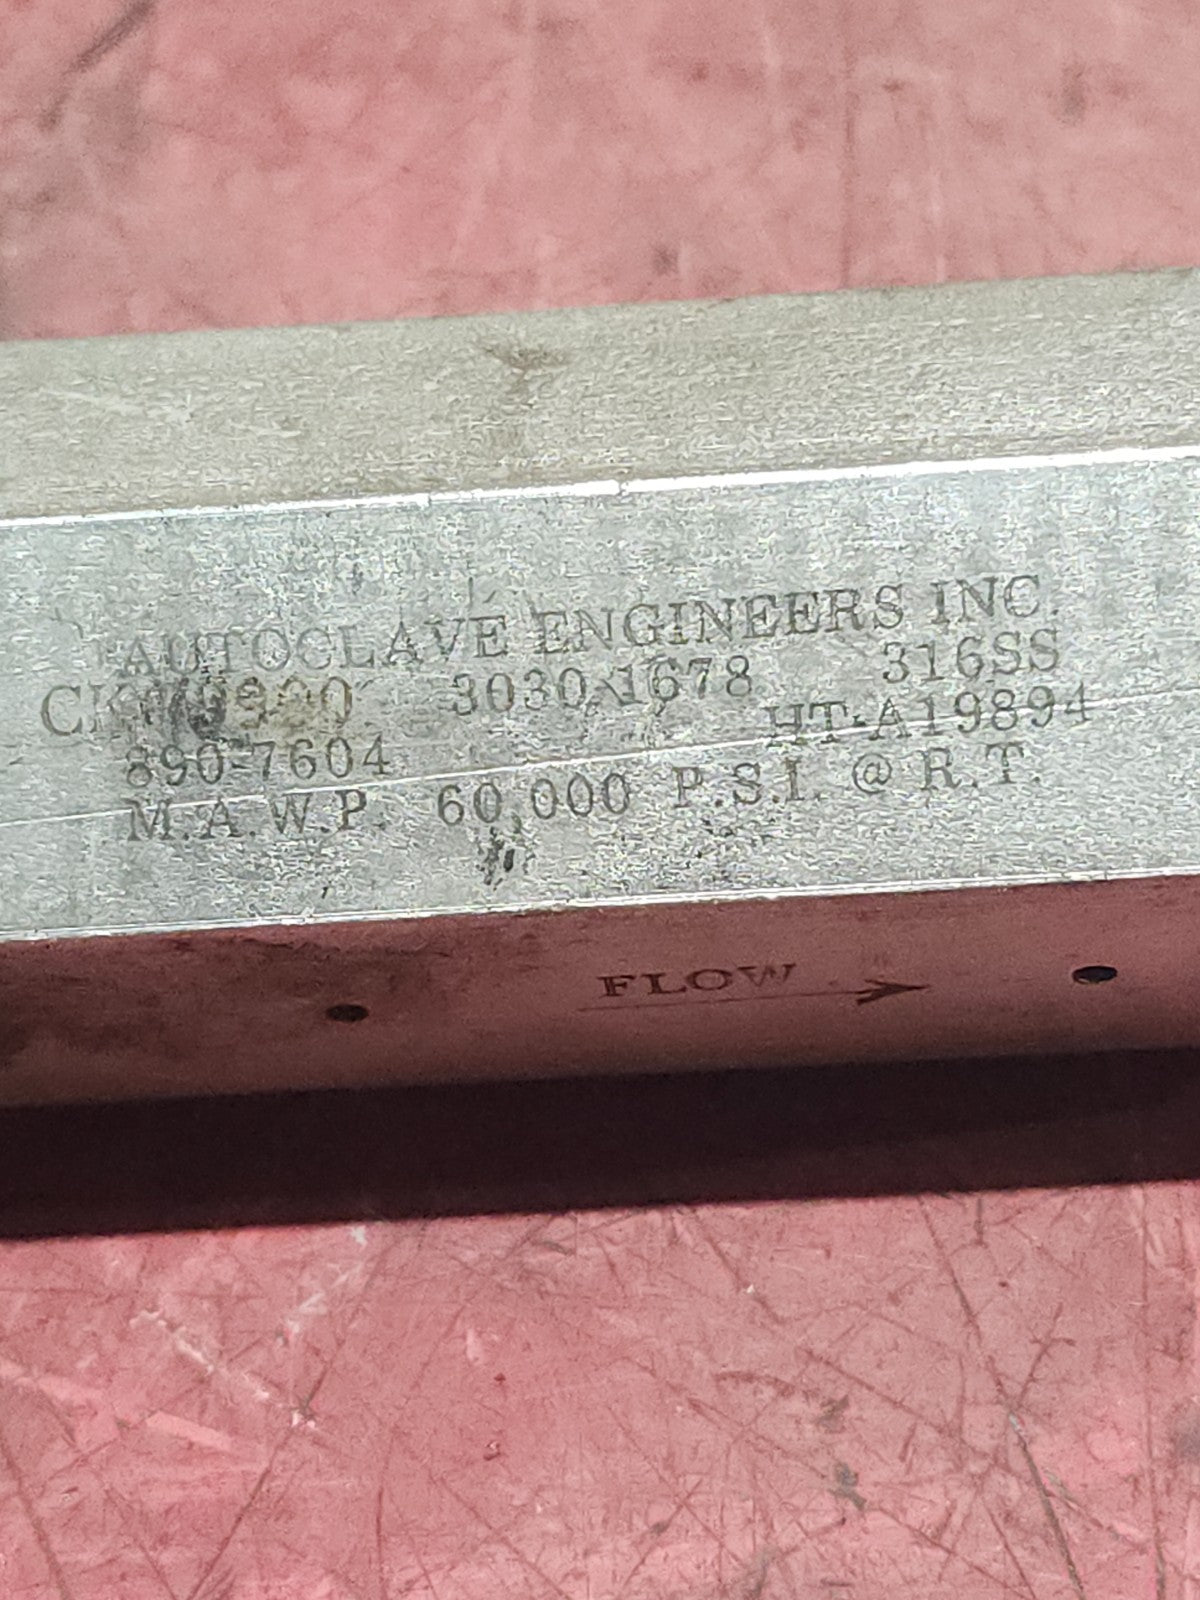 AUTOCLAVE ENGINEERS INC.
3030-1678 316SS
890-7604 HT-A19894
M.A.W.P. 60,000 P.S.I. @ R.T.
FLOW